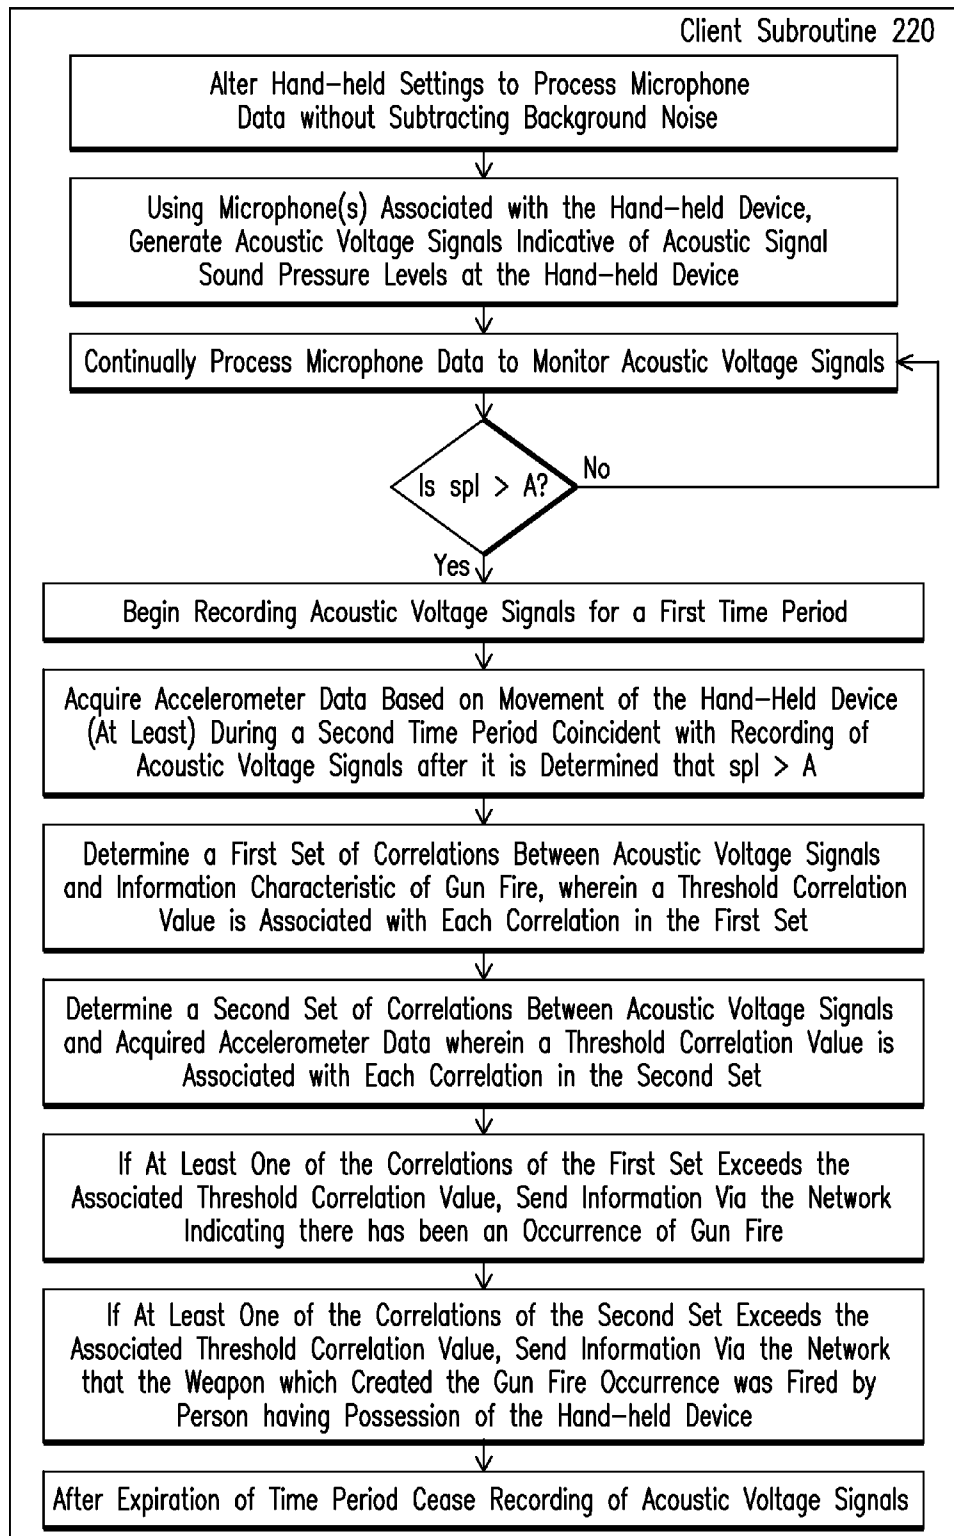 Client Subroutine 220
Alter Hand-held Settings to Process Microphone
Data without Subtracting Background Noise
Using Microphone(s) Associated with the Hand-held Device,
Generate Acoustic Voltage Signals Indicative of Acoustic Signal
Sound Pressure Levels at the Hand-held Device
Continually Process Microphone Data to Monitor Acoustic Voltage Signals
Is spl > A?
No
Yes
Begin Recording Acoustic Voltage Signals for a First Time Period
Acquire Accelerometer Data Based on Movement of the Hand-Held Device
(At Least) During a Second Time Period Coincident with Recording of
Acoustic Voltage Signals after it is Determined that spl > A
Determine a First Set of Correlations Between Acoustic Voltage Signals
and Information Characteristic of Gun Fire, wherein a Threshold Correlation
Value is Associated with Each Correlation in the First Set
Determine a Second Set of Correlations Between Acoustic Voltage Signals
and Acquired Accelerometer Data wherein a Threshold Correlation Value is
Associated with Each Correlation in the Second Set
If At Least One of the Correlations of the First Set Exceeds the
Associated Threshold Correlation Value, Send Information Via the Network
Indicating there has been an Occurrence of Gun Fire
If At Least One of the Correlations of the Second Set Exceeds the
Associated Threshold Correlation Value, Send Information Via the Network
that the Weapon which Created the Gun Fire Occurrence was Fired by
Person having Possession of the Hand-held Device
After Expiration of Time Period Cease Recording of Acoustic Voltage Signals